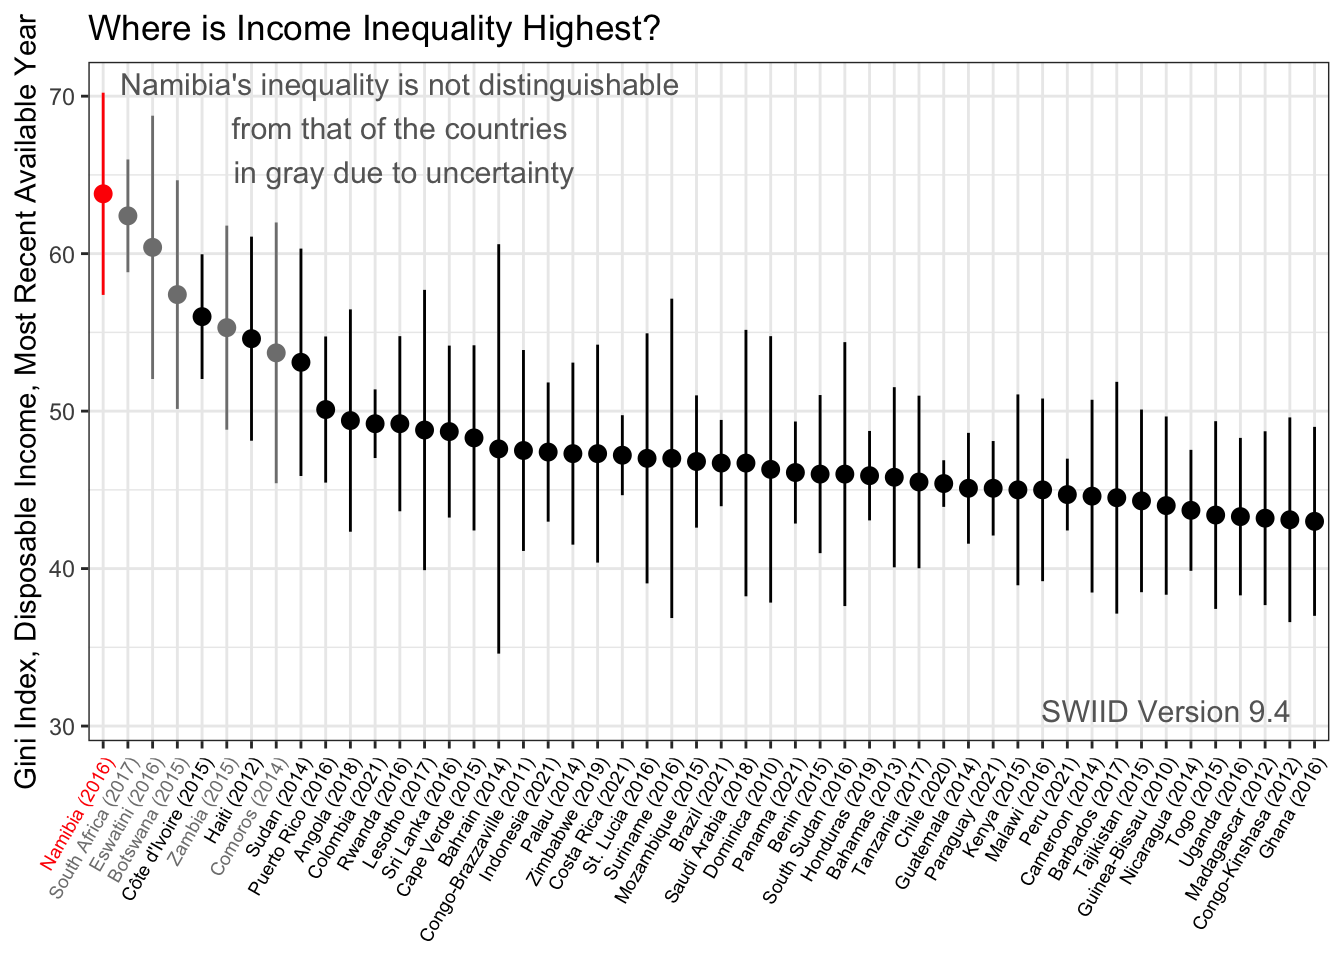 Where is Income Inequality Highest?
Gini Index, Disposable Income, Most Recent Available Year
70
60
50
40
30
Namibia's inequality is not distinguishable
from that of the countries
in gray due to uncertainty
SWIID Version 9.4
Namibia (2016)
South Africa (2017)
Eswatini (2016)
Botswana (2015)
Côte d'Ivoire (2015)
Zambia (2015)
Haiti (2012)
Comoros (2014)
Sudan (2014)
Puerto Rico (2016)
Angola (2018)
Colombia (2021)
Rwanda (2016)
Lesotho (2017)
Sri Lanka (2016)
Cape Verde (2015)
Bahrain (2014)
Congo-Brazzaville (2011)
Indonesia (2021)
Palau (2014)
Zimbabwe (2019)
Costa Rica (2021)
St. Lucia (2016)
Suriname (2016)
Mozambique (2015)
Brazil (2021)
Saudi Arabia (2018)
Dominica (2010)
Panama (2021)
Benin (2015)
South Sudan (2016)
Honduras (2019)
Bahamas (2013)
Tanzania (2017)
Chile (2020)
Guatemala (2014)
Paraguay (2021)
Kenya (2015)
Malawi (2016)
Peru (2021)
Cameroon (2014)
Barbados (2017)
Tajikistan (2015)
Guinea-Bissau (2010)
Nicaragua (2014)
Togo (2015)
Uganda (2016)
Madagascar (2012)
Congo-Kinshasa (2012)
Ghana (2016)